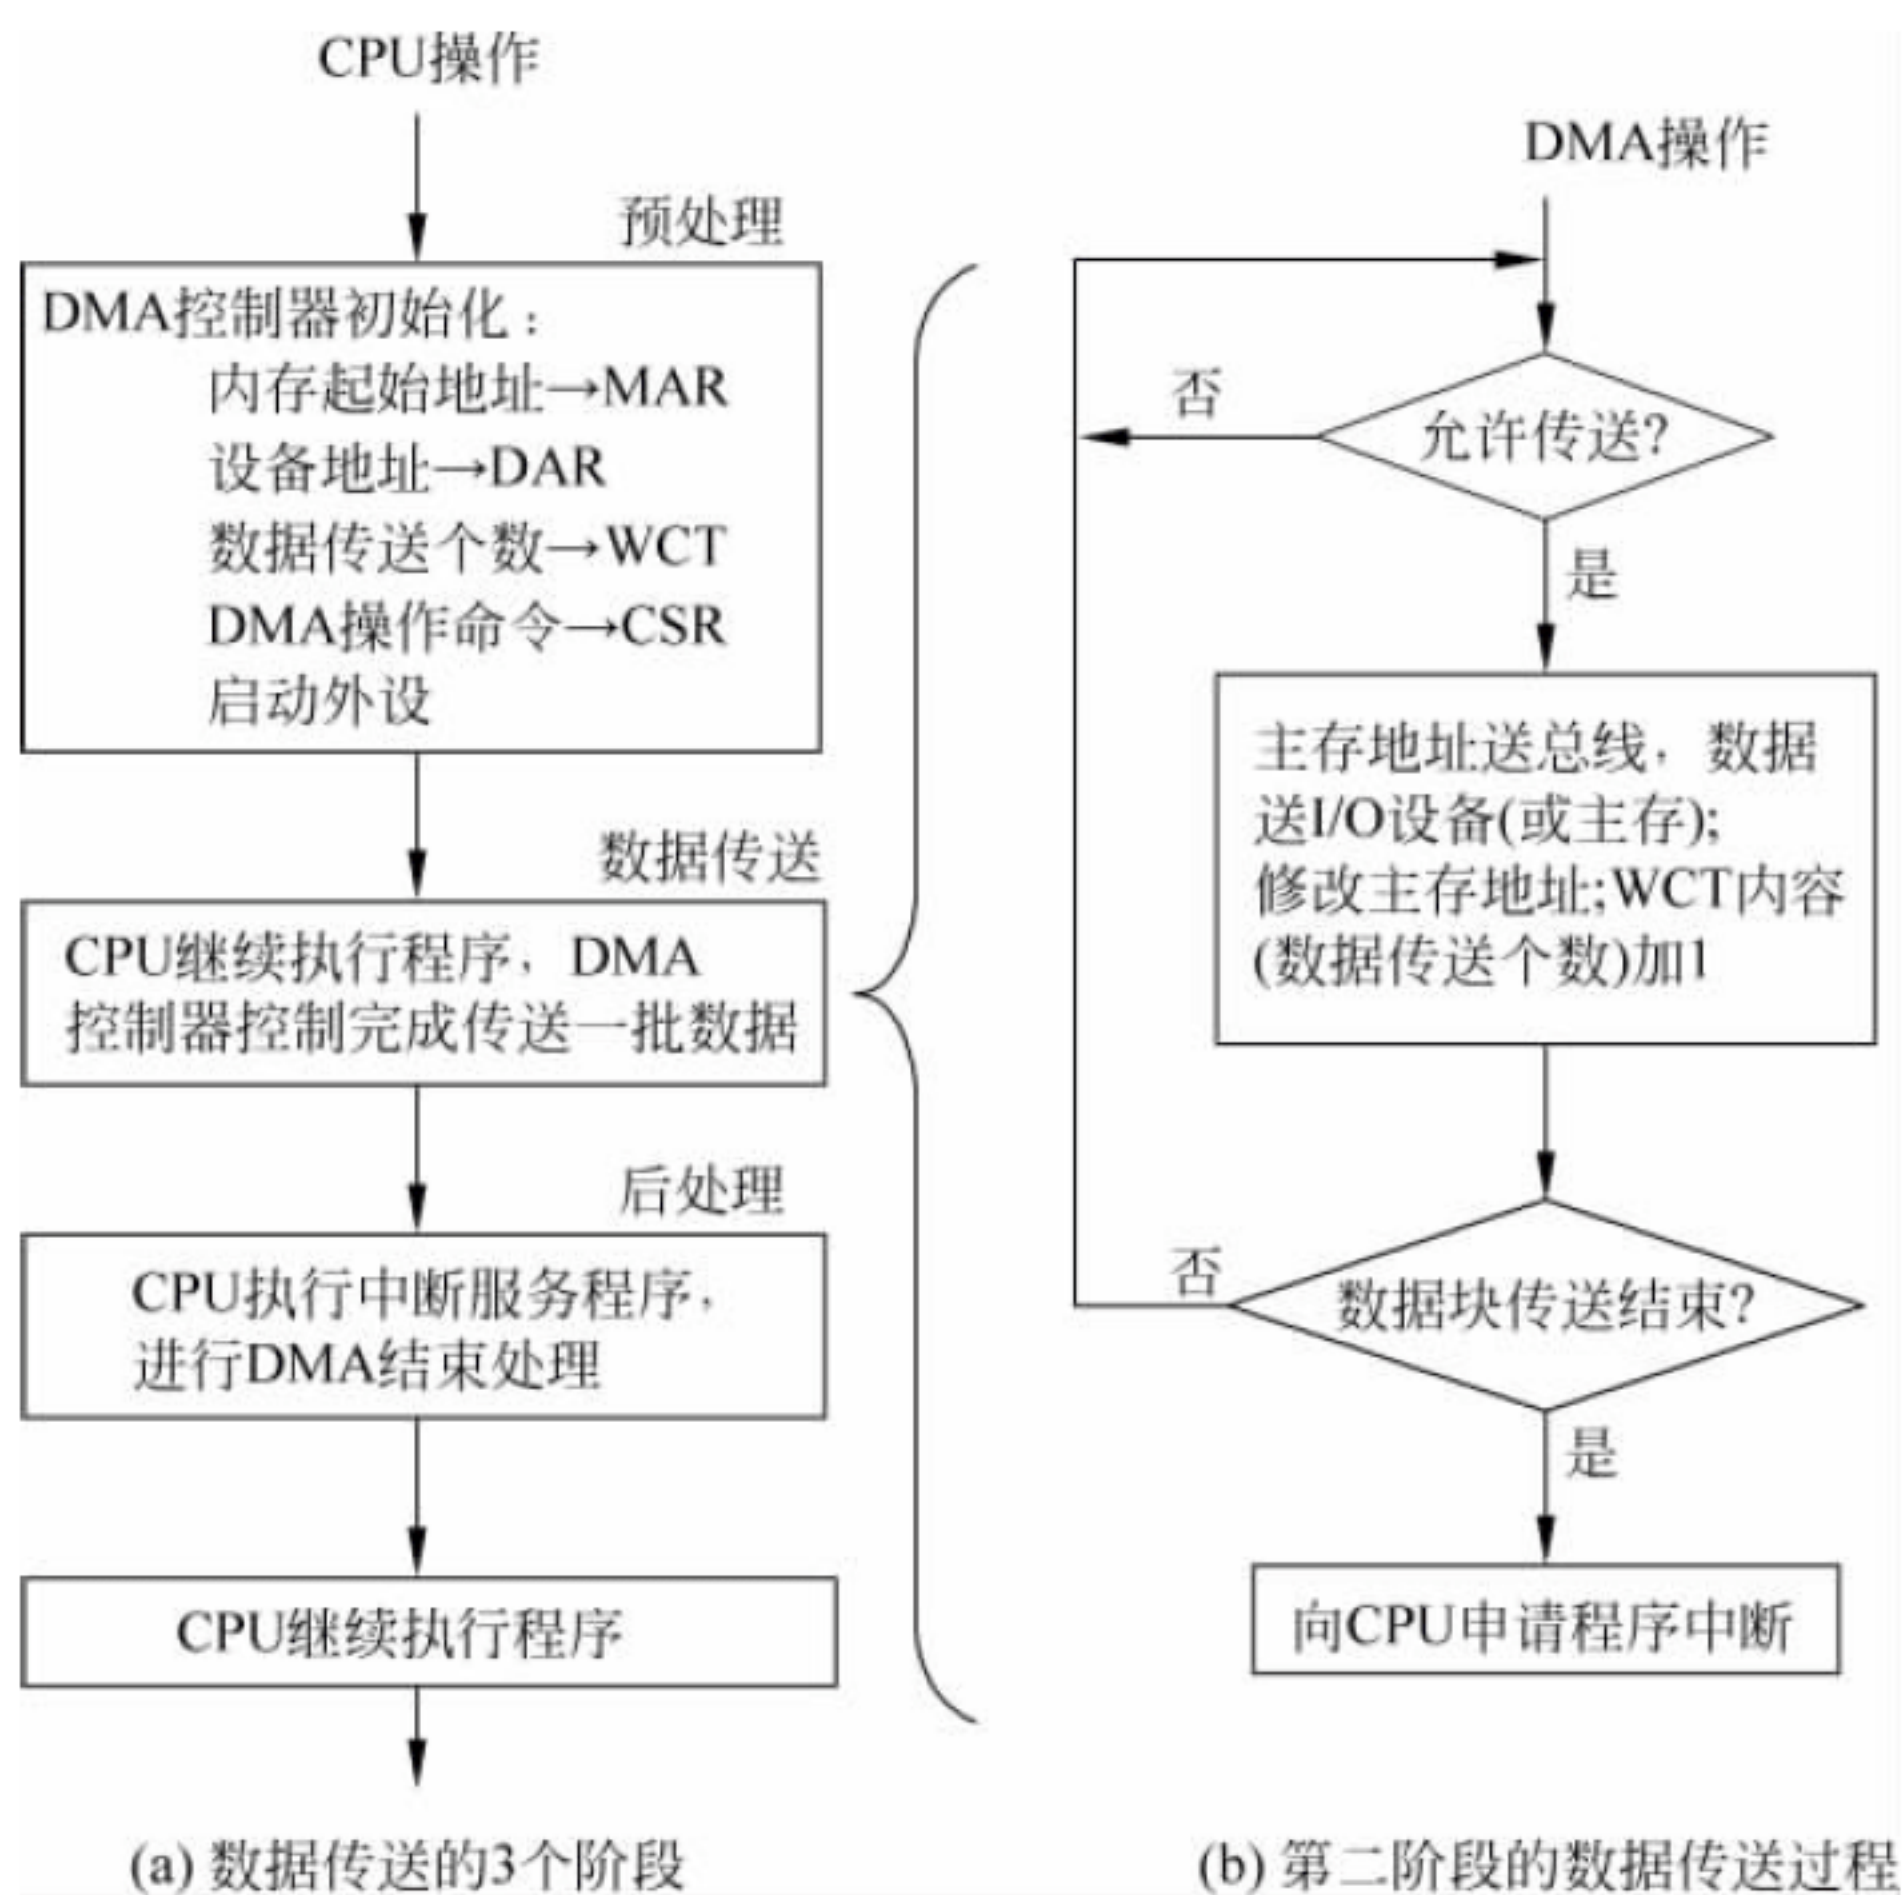 CPU操作
预处理
DMA控制器初始化：
内存起始地址→MAR
设备地址→DAR
数据传送个数→WCT
DMA操作命令→CSR
启动外设
数据传送
CPU继续执行程序，DMA
控制器控制完成传送一批数据
后处理
CPU执行中断服务程序，
进行DMA结束处理
CPU继续执行程序
(a) 数据传送的3个阶段
DMA操作
允许传送?
否
是
主存地址送总线，数据
送I/O设备(或主存);
修改主存地址;WCT内容
(数据传送个数)加1
数据块传送结束?
否
是
向CPU申请程序中断
(b) 第二阶段的数据传送过程